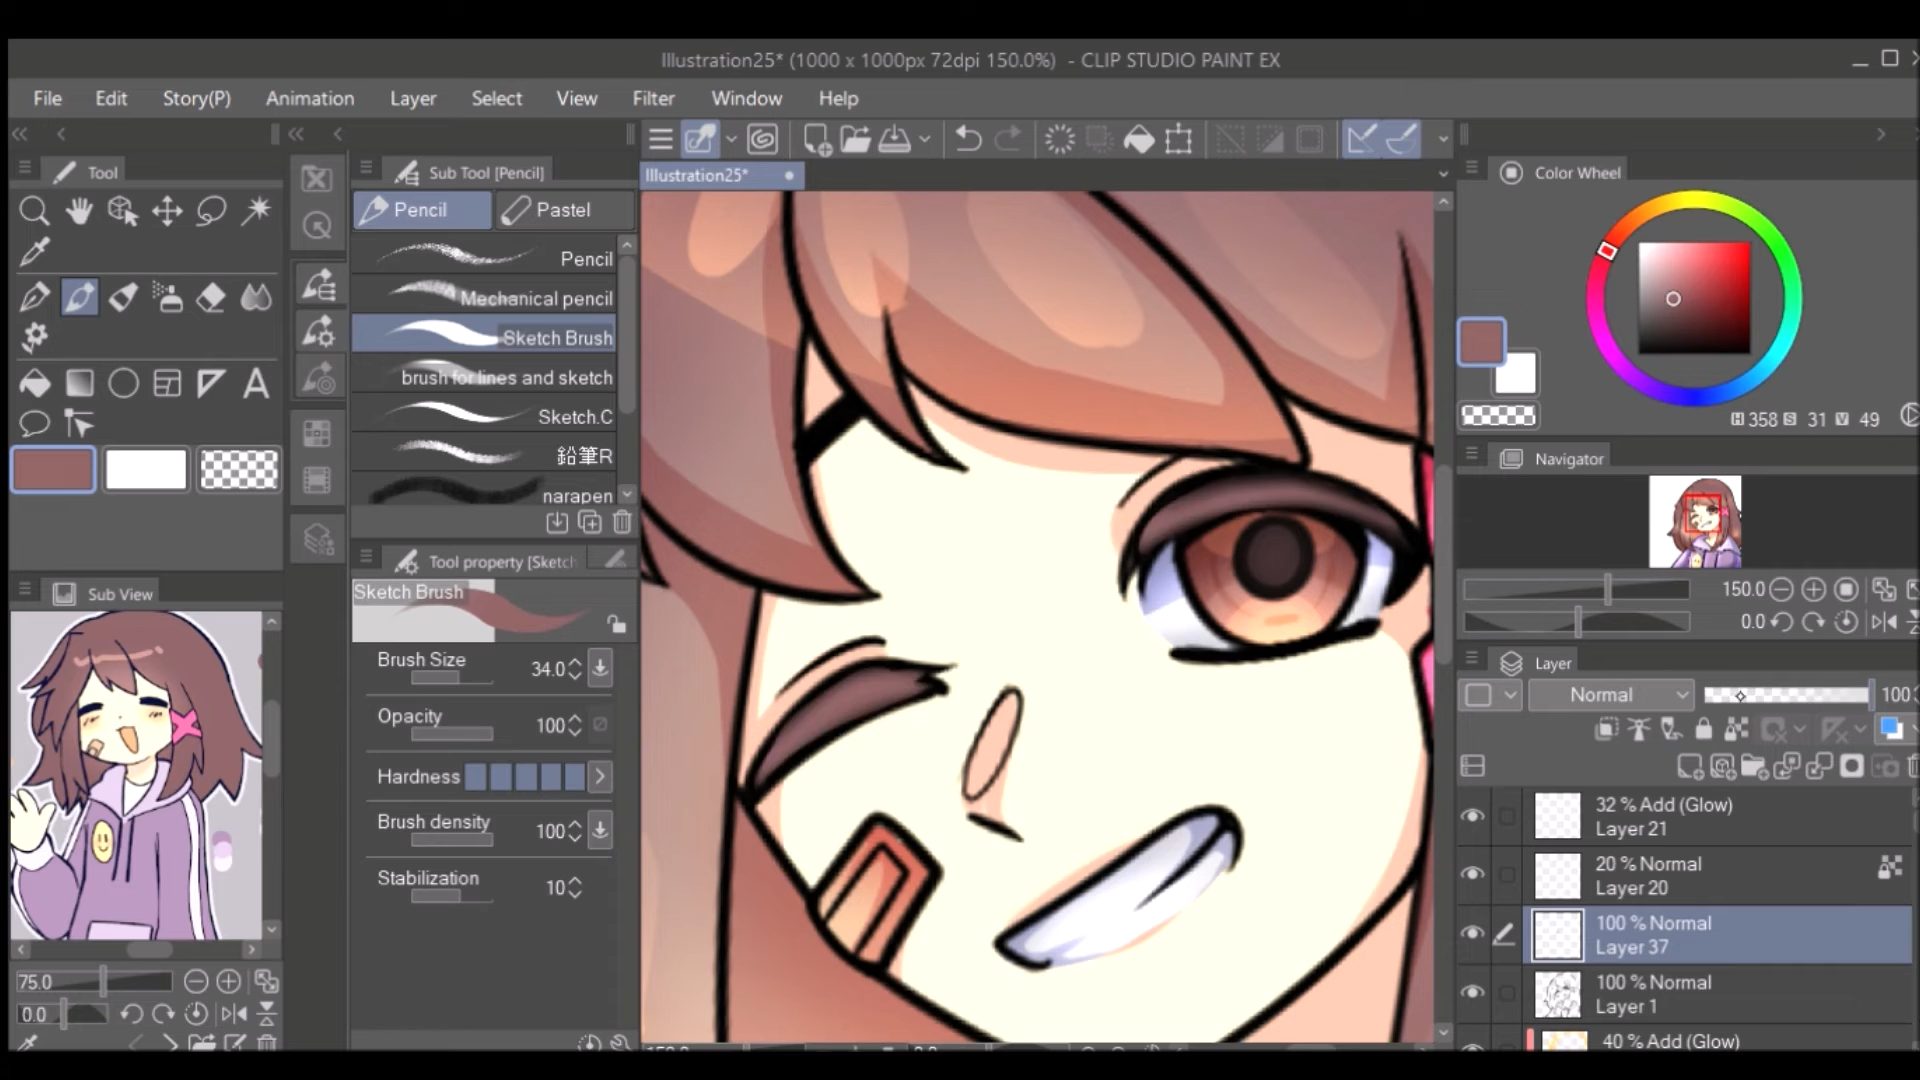 Illustration25* (1000 x 1000px 72dpi 150.0%) - CLIP STUDIO PAINT EX
File Edit Story(P) Animation Layer Select View Filter Window Help
Tool
Sub Tool [Pencil]
Illustration25*
Color Wheel
Pencil Pastel
Pencil
Mechanical pencil
Sketch Brush
brush for lines and sketch
Sketch.C
鉛筆R
narapen
H 358 S 31 V 49
Navigator
150.0
0.0
Tool property [Sketch
Sketch Brush
Brush Size 34.0
Opacity 100
Hardness
Brush density 100
Stabilization 10
Sub View
75.0
0.0
Layer
Normal 100
32 % Add (Glow)
Layer 21
20 % Normal
Layer 20
100 % Normal
Layer 37
100 % Normal
Layer 1
40 % Add (Glow)